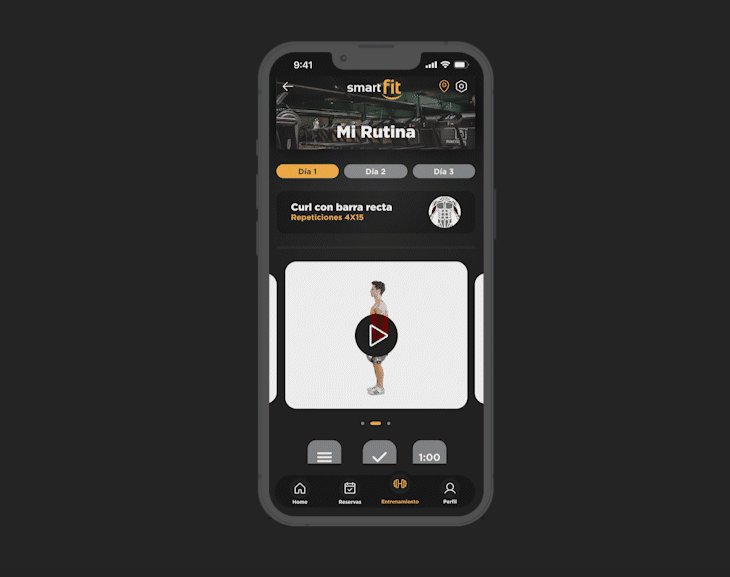 9:41
smartfit
Mi Rutina
Día 1
Día 2
Día 3
Curl con barra recta
Repeticiones 4X15
1:00
Home
Reservas
Entrenamiento
Perfil